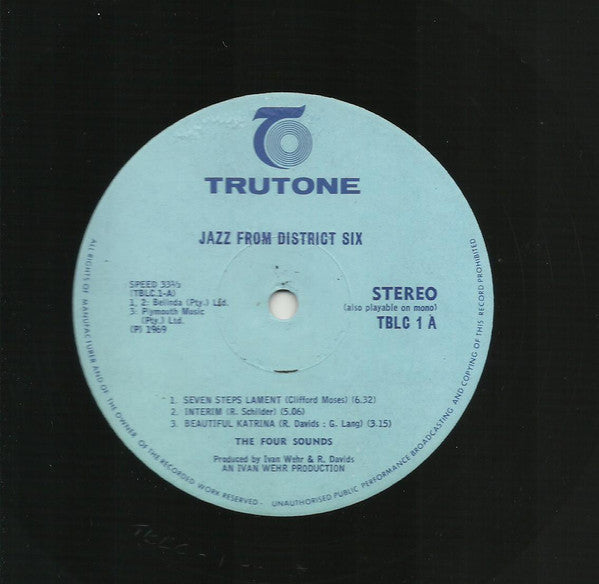 TRUTONE
JAZZ FROM DISTRICT SIX
SPEED 33⅓
(TBLC.1-A)
1, 2: Belinda (Pty.) Ltd.
3: Plymouth Music
(Pty.) Ltd.
(P) 1969
STEREO
(also playable on mono)
TBLC 1 A
1. SEVEN STEPS LAMENT (Clifford Moses) (6.32)
2. INTERIM (R. Schilder) (5.06)
3. BEAUTIFUL KATRINA (R. Davids : G. Lang) (3.15)
THE FOUR SOUNDS
Produced by Ivan Wehr & R. Davids
AN IVAN WEHR PRODUCTION
ALL RIGHTS OF MANUFACTURER AND OF THE OWNER OF THE RECORDED WORK RESERVED - UNAUTHORISED PUBLIC PERFORMANCE BROADCASTING AND COPYING OF THIS RECORD PROHIBITED
TBLC - 1